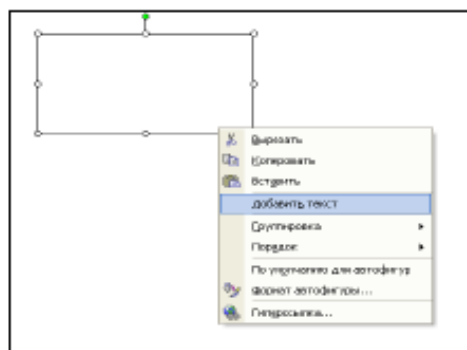 Вырезать
Копировать
Вставить
Добавить текст
Группировка
Порядок
По умолчанию для автофигур
Формат автофигуры...
Гиперссылка...